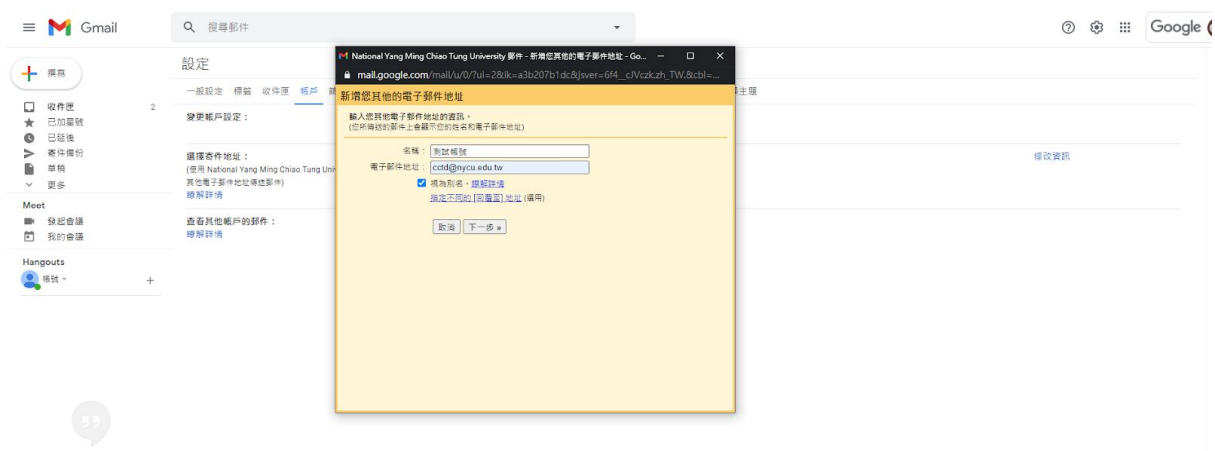 Gmail
搜尋郵件
Google
撰寫
收件匣 2
已加星號
已延後
寄件備份
草稿
更多
Meet
發起會議
我的會議
Hangouts
帳號
設定
一般設定 標籤 收件匣 帳戶
主題
變更帳戶設定：
選擇寄件地址：
(使用 National Yang Ming Chiao Tung Uni
其他電子郵件地址傳送郵件)
瞭解詳情
修改資訊
查看其他帳戶的郵件：
瞭解詳情
National Yang Ming Chiao Tung University 郵件 - 新增您其他的電子郵件地址 - Go...
mail.google.com/mail/u/0/?ui=2&ik=a3b207b1dc&jsver=6f4_cJVczk.zh_TW.&cbl=...
新增您其他的電子郵件地址
輸入您其他電子郵件地址的資訊。
(您所傳送的郵件上會顯示您的姓名和電子郵件地址)
名稱： 測試帳號
電子郵件地址： cctd@nycu.edu.tw
視為別名。瞭解詳情
指定不同的 [回覆至] 地址 (選用)
取消 下一步 »